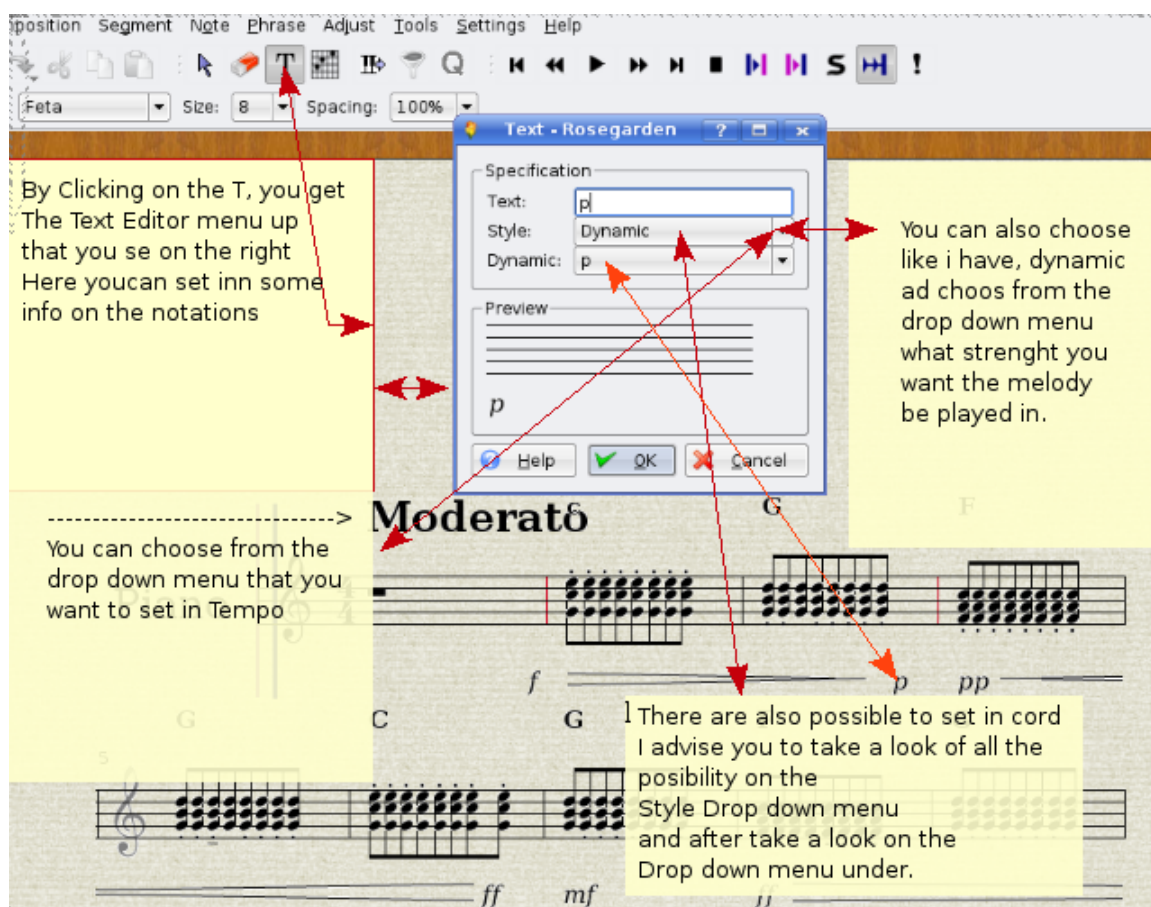 position Segment Note Phrase Adjust Tools Settings Help
T Q S !
Feta Size: 8 Spacing: 100%
Text - Rosegarden ?
Specification
Text: p
Style: Dynamic
Dynamic: p
Preview
p
Help OK Cancel
By Clicking on the T, you get
The Text Editor menu up
that you se on the right
Here youcan set inn some
info on the notations
You can also choose
like i have, dynamic
ad choos from the
drop down menu
what strenght you
want the melody
be played in.
------------------------------>
You can choose from the
drop down menu that you
want to set in Tempo
Moderato
C G F
Piano 4 4
f p pp
G C G
5
There are also possible to set in cord
I advise you to take a look of all the
posibility on the
Style Drop down menu
and after take a look on the
Drop down menu under.
ff mf ff